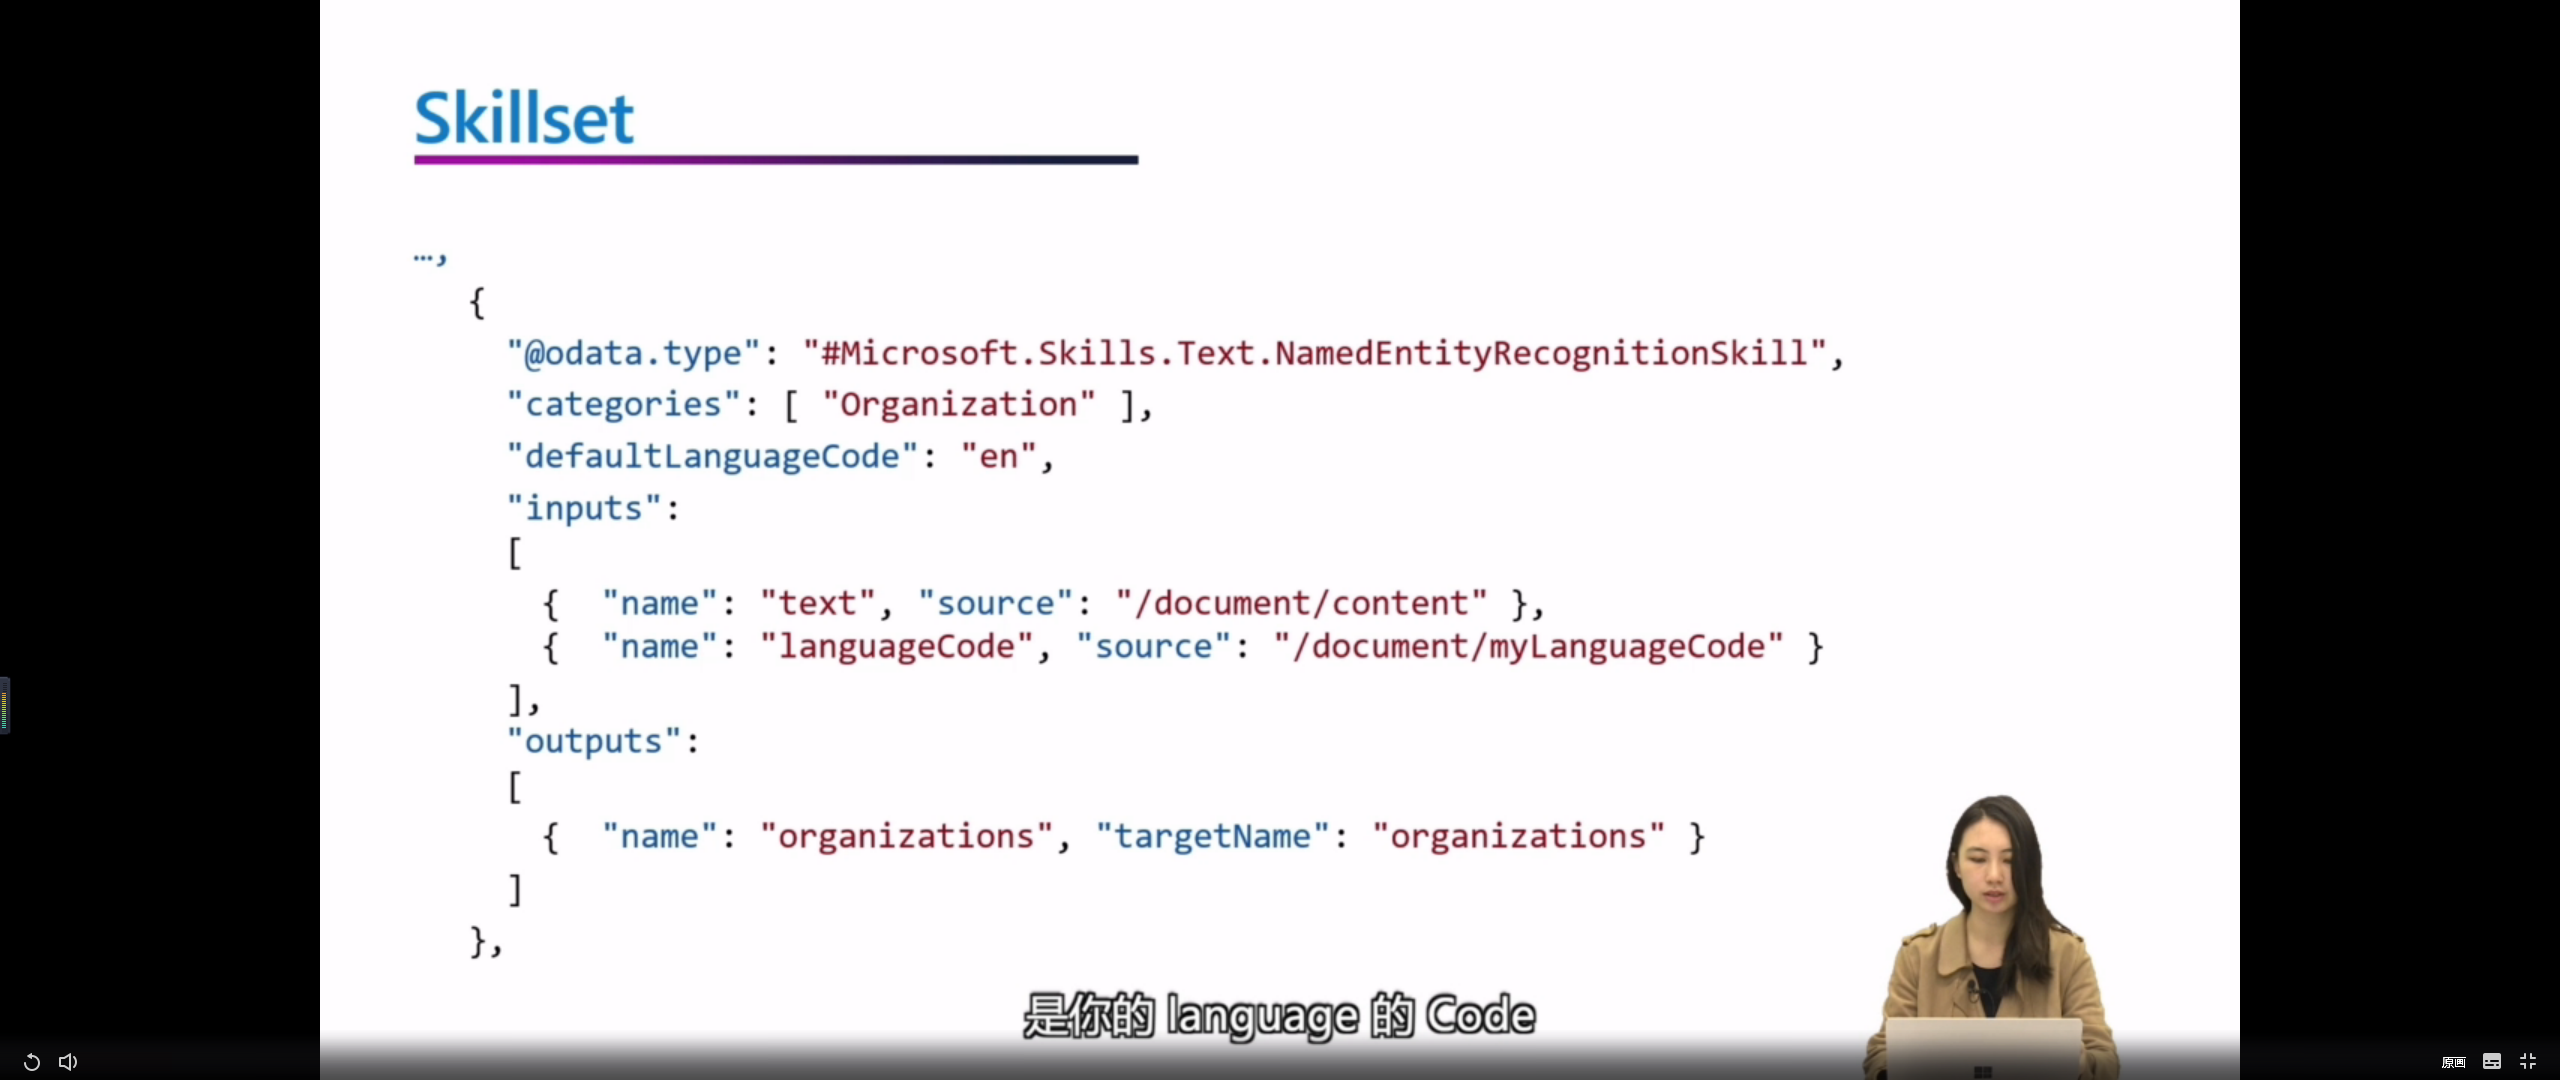 Skillset
…,
{
"@odata.type": "#Microsoft.Skills.Text.NamedEntityRecognitionSkill",
"categories": [ "Organization" ],
"defaultLanguageCode": "en",
"inputs":
[
{ "name": "text", "source": "/document/content" },
{ "name": "languageCode", "source": "/document/myLanguageCode" }
],
"outputs":
[
{ "name": "organizations", "targetName": "organizations" }
]
},
是你的 language 的 Code
原画